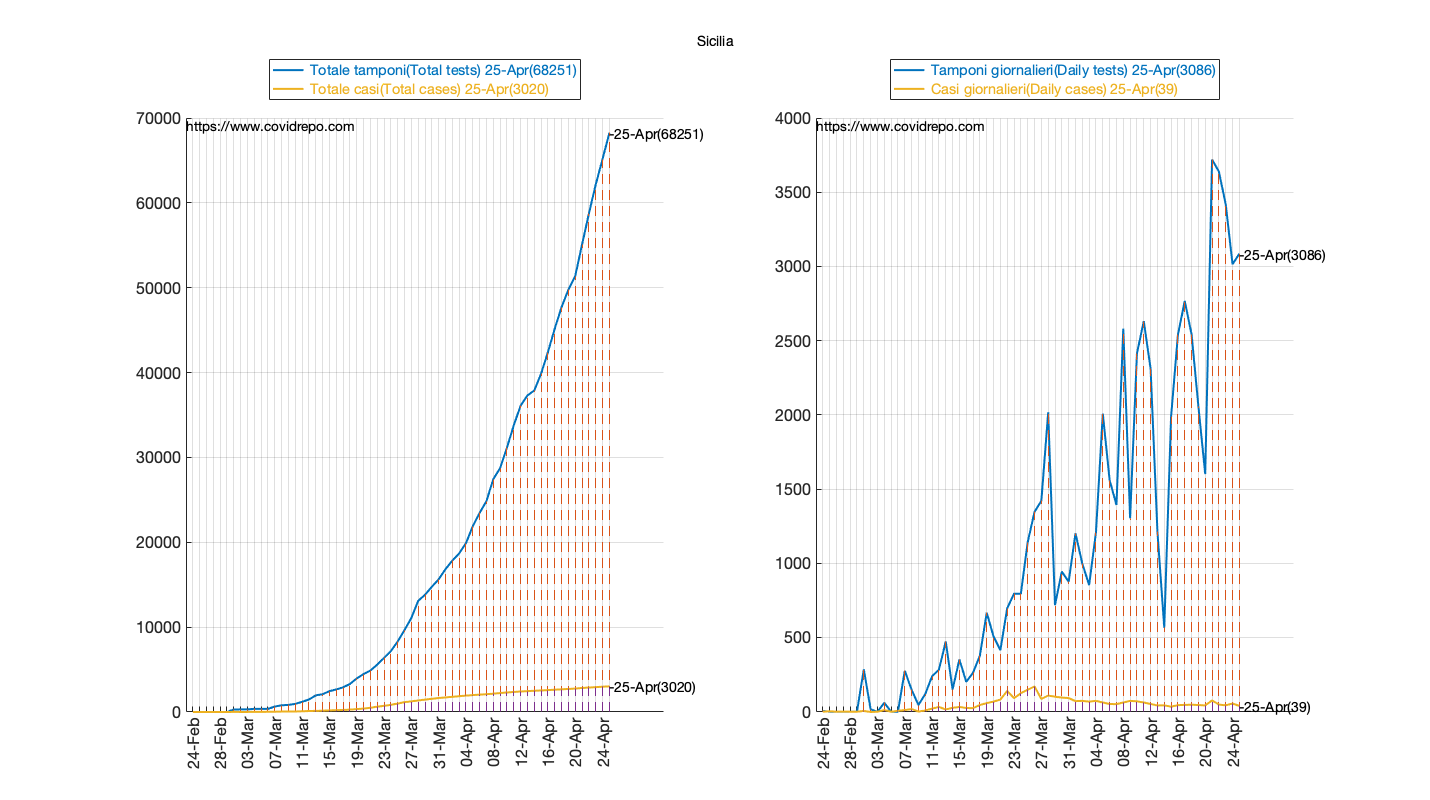 Sicilia
Totale tamponi(Total tests) 25-Apr(68251)
Totale casi(Total cases) 25-Apr(3020)
70000
60000
50000
40000
30000
20000
10000
0
https://www.covidrepo.com
25-Apr(68251)
25-Apr(3020)
24-Feb
28-Feb
03-Mar
07-Mar
11-Mar
15-Mar
19-Mar
23-Mar
27-Mar
31-Mar
04-Apr
08-Apr
12-Apr
16-Apr
20-Apr
24-Apr
Tamponi giornalieri(Daily tests) 25-Apr(3086)
Casi giornalieri(Daily cases) 25-Apr(39)
4000
3500
3000
2500
2000
1500
1000
500
0
https://www.covidrepo.com
25-Apr(3086)
25-Apr(39)
24-Feb
28-Feb
03-Mar
07-Mar
11-Mar
15-Mar
19-Mar
23-Mar
27-Mar
31-Mar
04-Apr
08-Apr
12-Apr
16-Apr
20-Apr
24-Apr